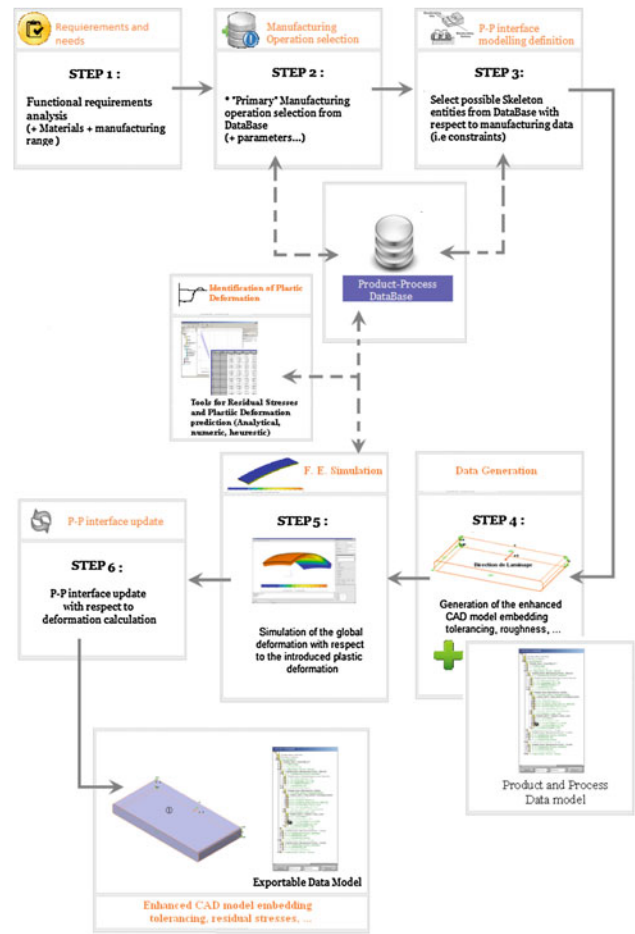 Requierements and
needs
STEP 1 :
Functional requirements
analysis
(+ Materials + manufacturing
range )
Manufacturing
Operation selection
STEP 2 :
* "Primary" Manufacturing
operation selection from
DataBase
(+ parameters...)
P-P interface
modelling definition
STEP 3:
Select possible Skeleton
entities from DataBase with
respect to manufacturing data
(i.e constraints)
Product-Process
DataBase
Identification of Plastic
Deformation
Tools for Residual Stresses
and Plastiic Deformation
prediction (Analytical,
numeric, heurestic)
F. E. Simulation
STEP 5 :
Simulation of the global
deformation with respect
to the introduced plastic
deformation
Data Generation
STEP 4 :
Direction de Laminage
Generation of the enhanced
CAD model embedding
tolerancing, roughness, ...
Product and Process
Data model
P-P interface update
STEP 6 :
P-P interface update
with respect to
deformation calculation
Exportable Data Model
Enhanced CAD model embedding
tolerancing, residual stresses, ...